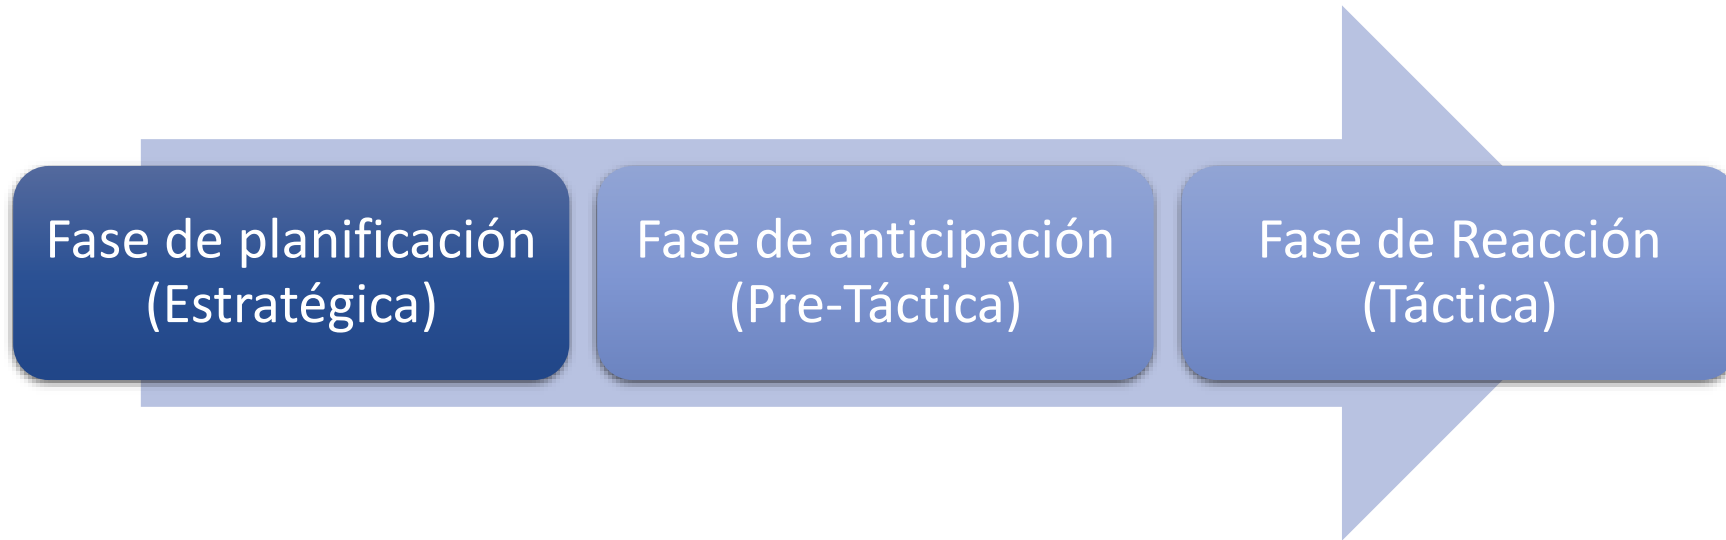 Fase de planificación
(Estratégica)
Fase de anticipación
(Pre-Táctica)
Fase de Reacción
(Táctica)